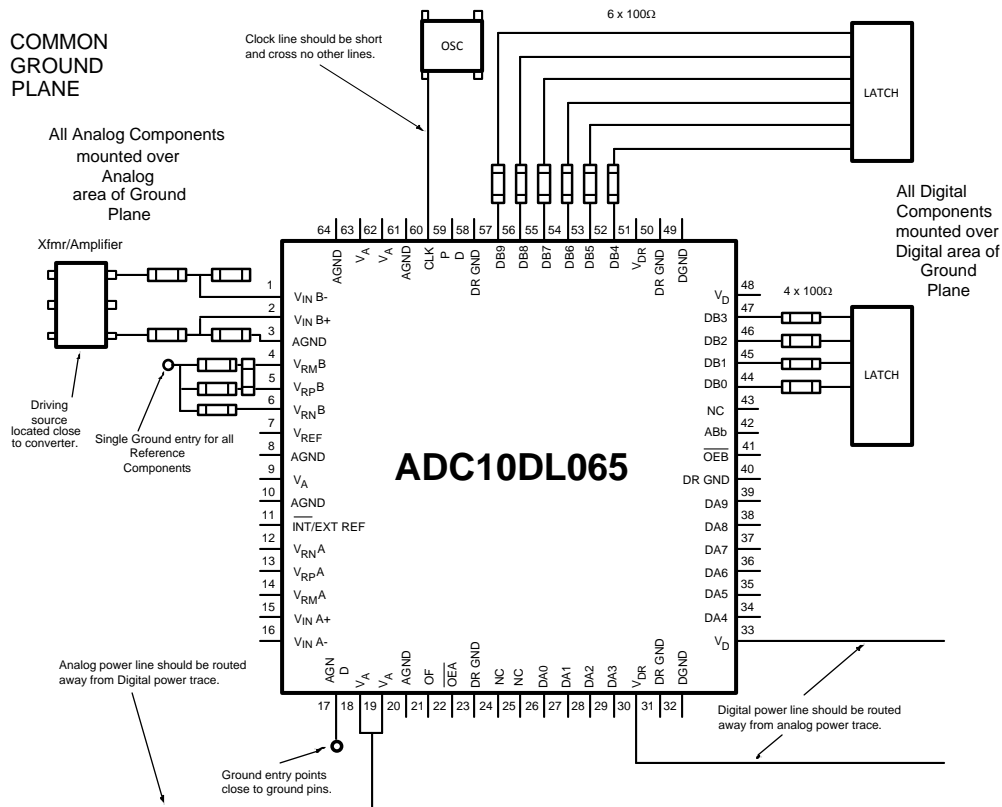 COMMON
GROUND
PLANE
Clock line should be short
and cross no other lines.
OSC
6 x 100Ω
LATCH
All Analog Components
mounted over
Analog
area of Ground
Plane
All Digital
Components
mounted over
Digital area of
Ground
Plane
Xfmr/Amplifier
64
63
62
61
60
59
58
57
56
55
54
53
52
51
50
49
AGND
VA
VA
AGND
CLK
P
D
DR GND
DB9
DB8
DB7
DB6
DB5
DB4
VDR
DR GND
DGND
1
VIN B-
2
VIN B+
3
AGND
4
VRMB
5
VRPB
6
VRNB
7
VREF
8
AGND
9
VA
10
AGND
11
INT/EXT REF
12
VRNA
13
VRPA
14
VRMA
15
VIN A+
16
VIN A-
Driving
source
located close
to converter.
Single Ground entry for all
Reference
Components
ADC10DL065
4 x 100Ω
LATCH
VD
48
DB3
47
DB2
46
DB1
45
DB0
44
NC
43
ABb
42
OEB
41
DR GND
40
DA9
39
DA8
38
DA7
37
DA6
36
DA5
35
DA4
34
VD
33
AGN
D
VA
VA
AGND
OF
OEA
DR GND
NC
NC
DA0
DA1
DA2
DA3
VDR
DR GND
DGND
17
18
19
20
21
22
23
24
25
26
27
28
29
30
31
32
Analog power line should be routed
away from Digital power trace.
Ground entry points
close to ground pins.
Digital power line should be routed
away from analog power trace.